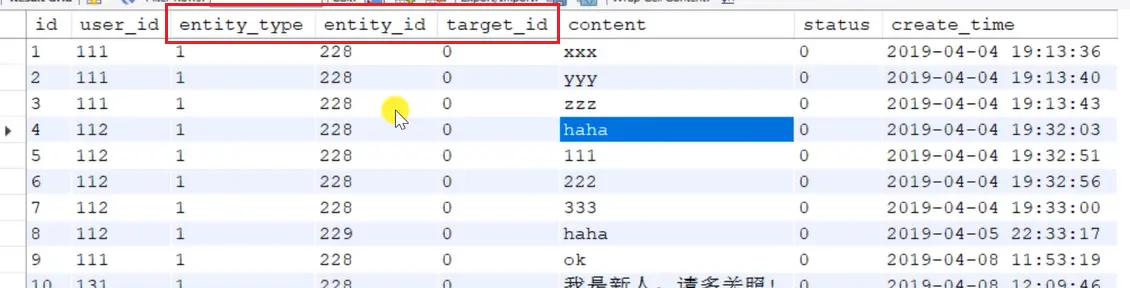 id user_id entity_type entity_id target_id content status create_time
1 111 1 228 0 xxx 0 2019-04-04 19:13:36
2 111 1 228 0 yyy 0 2019-04-04 19:13:40
3 111 1 228 0 zzz 0 2019-04-04 19:13:43
4 112 1 228 0 haha 0 2019-04-04 19:32:03
5 112 1 228 0 111 0 2019-04-04 19:32:51
6 112 1 228 0 222 0 2019-04-04 19:32:56
7 112 1 228 0 333 0 2019-04-04 19:33:00
8 112 1 229 0 haha 0 2019-04-05 22:33:17
9 111 1 228 0 ok 0 2019-04-08 11:53:19
10 131 1 228 0 我是新人，请多关照! 0 2019-04-08 12:09:46